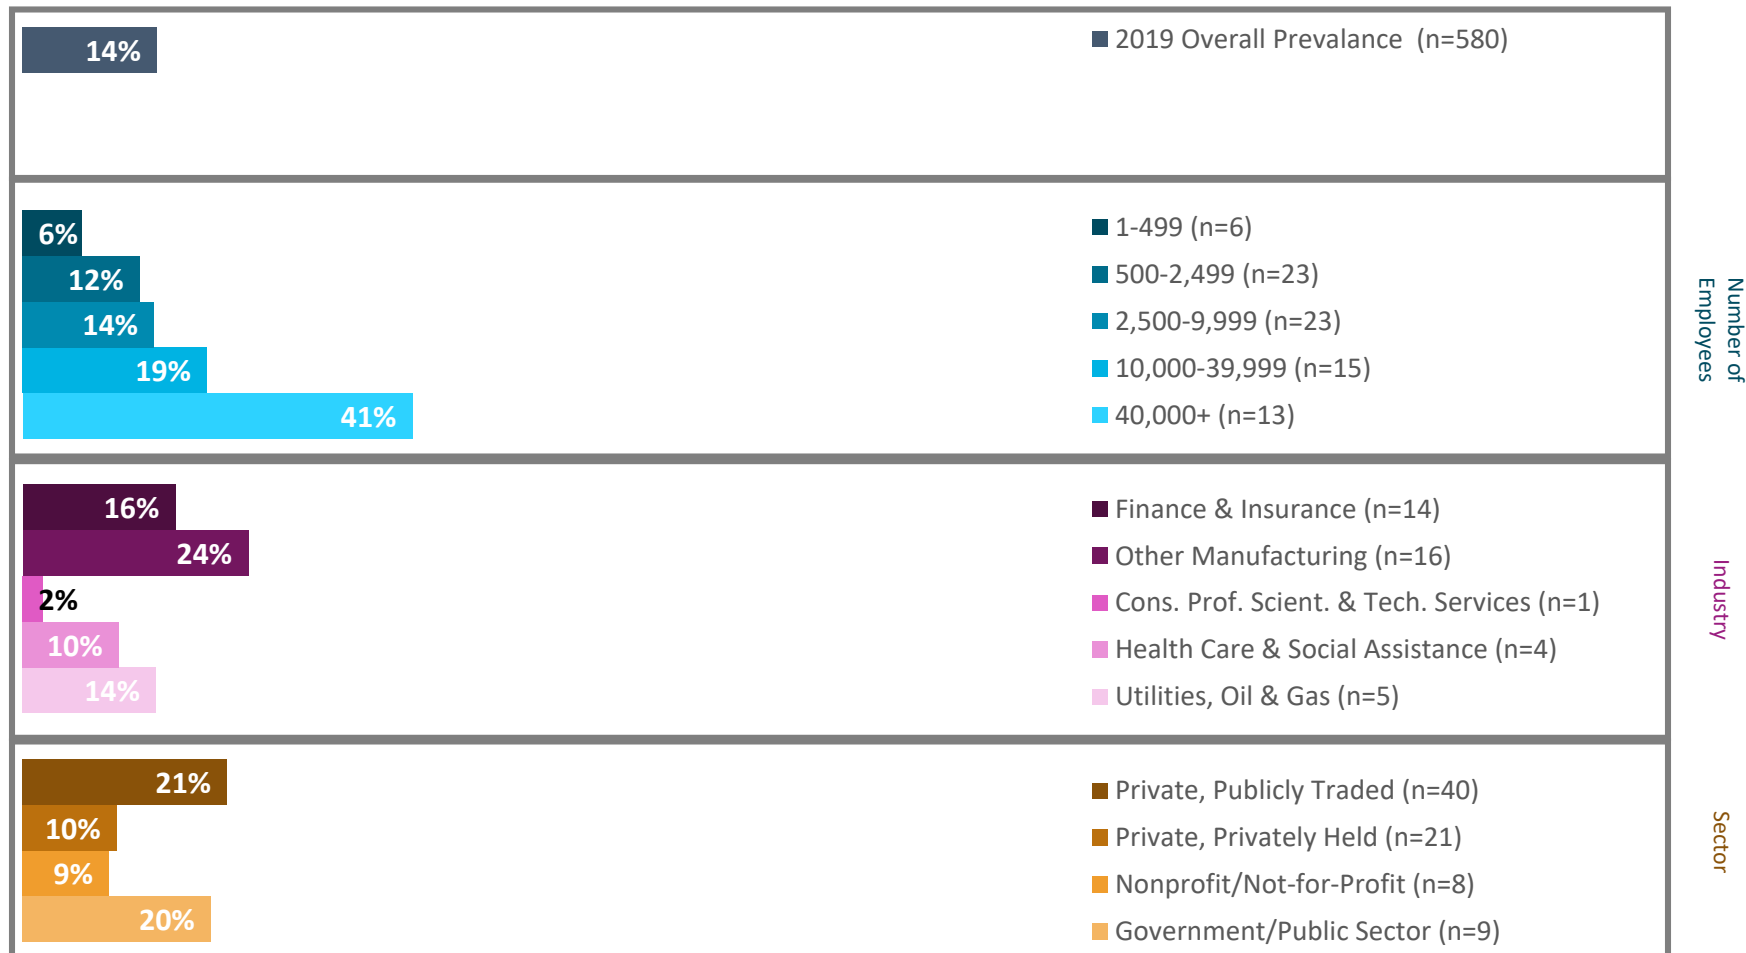 14%
2019 Overall Prevalance (n=580)
6%
12%
14%
19%
41%
1-499 (n=6)
500-2,499 (n=23)
2,500-9,999 (n=23)
10,000-39,999 (n=15)
40,000+ (n=13)
Number of
Employees
16%
24%
2%
10%
14%
Finance & Insurance (n=14)
Other Manufacturing (n=16)
Cons. Prof. Scient. & Tech. Services (n=1)
Health Care & Social Assistance (n=4)
Utilities, Oil & Gas (n=5)
Industry
21%
10%
9%
20%
Private, Publicly Traded (n=40)
Private, Privately Held (n=21)
Nonprofit/Not-for-Profit (n=8)
Government/Public Sector (n=9)
Sector